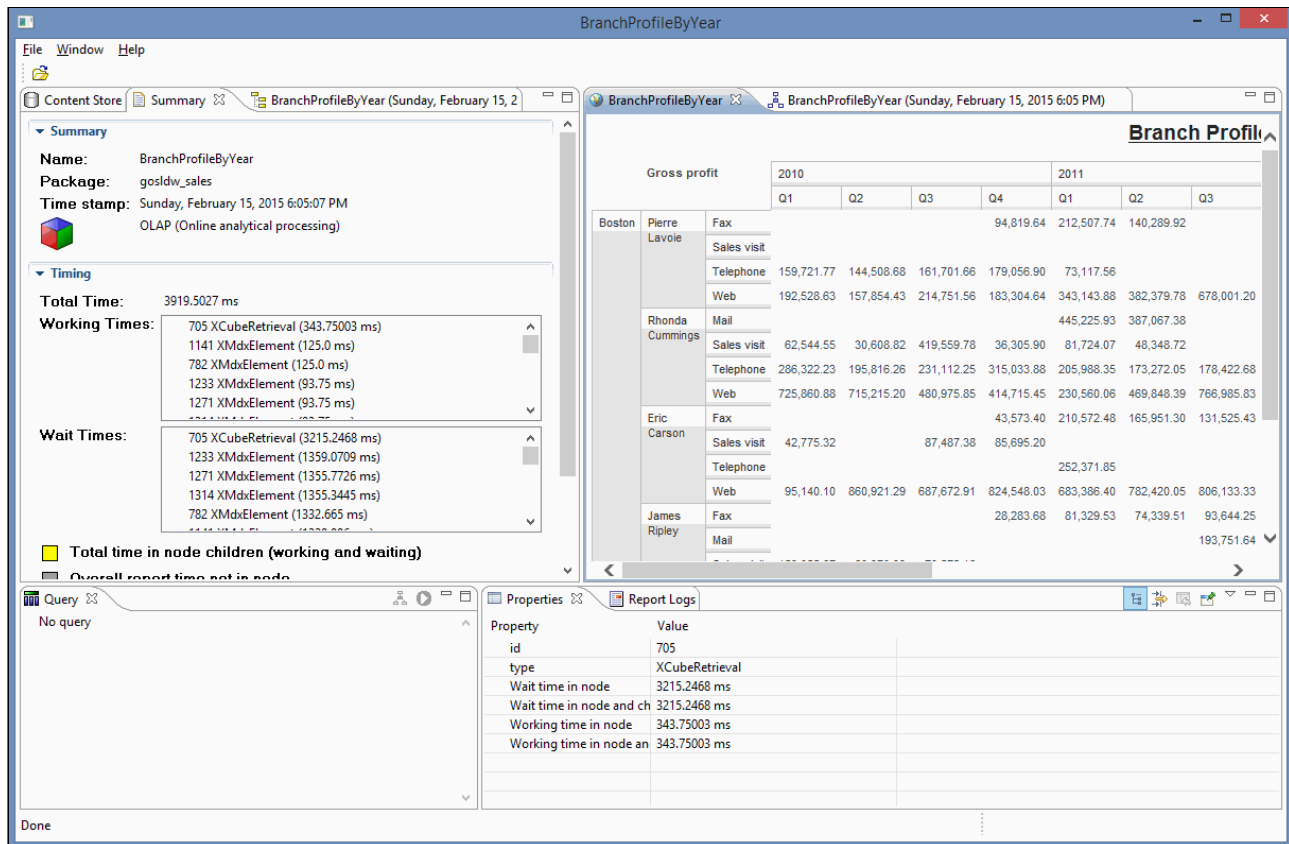 BranchProfileByYear
File Window Help
Content Store Summary BranchProfileByYear (Sunday, February 15, 2
Summary
Name: BranchProfileByYear
Package: gosldw_sales
Time stamp: Sunday, February 15, 2015 6:05:07 PM
OLAP (Online analytical processing)
Timing
Total Time: 3919.5027 ms
Working Times:
705 XCubeRetrieval (343.75003 ms)
1141 XMdxElement (125.0 ms)
782 XMdxElement (125.0 ms)
1233 XMdxElement (93.75 ms)
1271 XMdxElement (93.75 ms)
Wait Times:
705 XCubeRetrieval (3215.2468 ms)
1233 XMdxElement (1359.0709 ms)
1271 XMdxElement (1355.7726 ms)
1314 XMdxElement (1355.3445 ms)
782 XMdxElement (1332.665 ms)
Total time in node children (working and waiting)
Overall report time not in node
BranchProfileByYear BranchProfileByYear (Sunday, February 15, 2015 6:05 PM)
Branch Profil
Gross profit 2010 2011
Q1 Q2 Q3 Q4 Q1 Q2 Q3
Boston Pierre Lavoie Fax 94,819.64 212,507.74 140,289.92
Sales visit
Telephone 159,721.77 144,508.68 161,701.66 179,056.90 73,117.56
Web 192,528.63 157,854.43 214,751.56 183,304.64 343,143.88 382,379.78 678,001.20
Rhonda Cummings Mail 445,225.93 387,067.38
Sales visit 62,544.55 30,608.82 419,559.78 36,305.90 81,724.07 48,348.72
Telephone 286,322.23 195,816.26 231,112.25 315,033.88 205,988.35 173,272.05 178,422.68
Web 725,860.88 715,215.20 480,975.85 414,715.45 230,560.06 469,848.39 766,985.83
Eric Carson Fax 43,573.40 210,572.48 165,951.30 131,525.43
Sales visit 42,775.32 87,487.38 85,695.20
Telephone 252,371.85
Web 95,140.10 860,921.29 687,672.91 824,548.03 683,386.40 782,420.05 806,133.33
James Ripley Fax 28,283.68 81,329.53 74,339.51 93,644.25
Mail 193,751.64
Query
No query
Properties Report Logs
Property Value
id 705
type XCubeRetrieval
Wait time in node 3215.2468 ms
Wait time in node and ch 3215.2468 ms
Working time in node 343.75003 ms
Working time in node an 343.75003 ms
Done